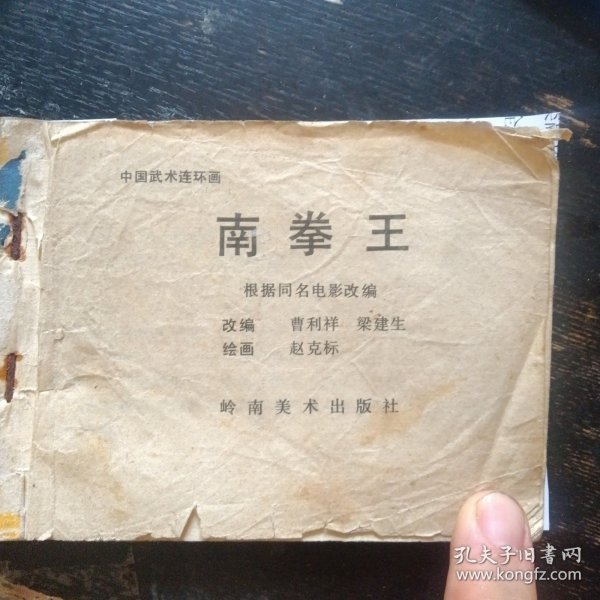 中国武术连环画
南拳王
根据同名电影改编
改编 曹利祥 梁建生
绘画 赵克标
岭南美术出版社
孔夫子旧书网
www.kongfz.com